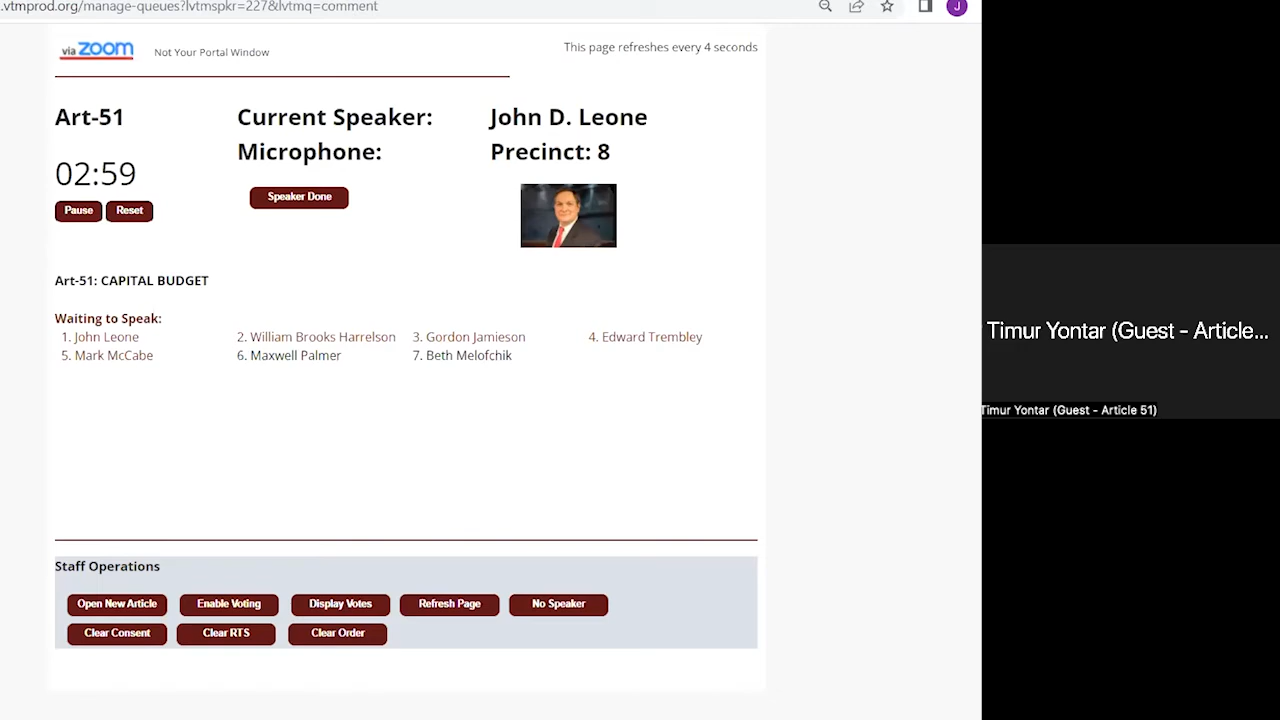 .vtmprod.org/manage-queues?lvtmspkr=227&lvtmq=comment
J
via zoom
Not Your Portal Window
This page refreshes every 4 seconds
Art-51
Current Speaker:
John D. Leone
Microphone:
Precinct: 8
02:59
Speaker Done
Pause
Reset
Art-51: CAPITAL BUDGET
Waiting to Speak:
1. John Leone
2. William Brooks Harrelson
3. Gordon Jamieson
4. Edward Trembley
5. Mark McCabe
6. Maxwell Palmer
7. Beth Melofchik
Timur Yontar (Guest - Article...
Timur Yontar (Guest - Article 51)
Staff Operations
Open New Article
Enable Voting
Display Votes
Refresh Page
No Speaker
Clear Consent
Clear RTS
Clear Order